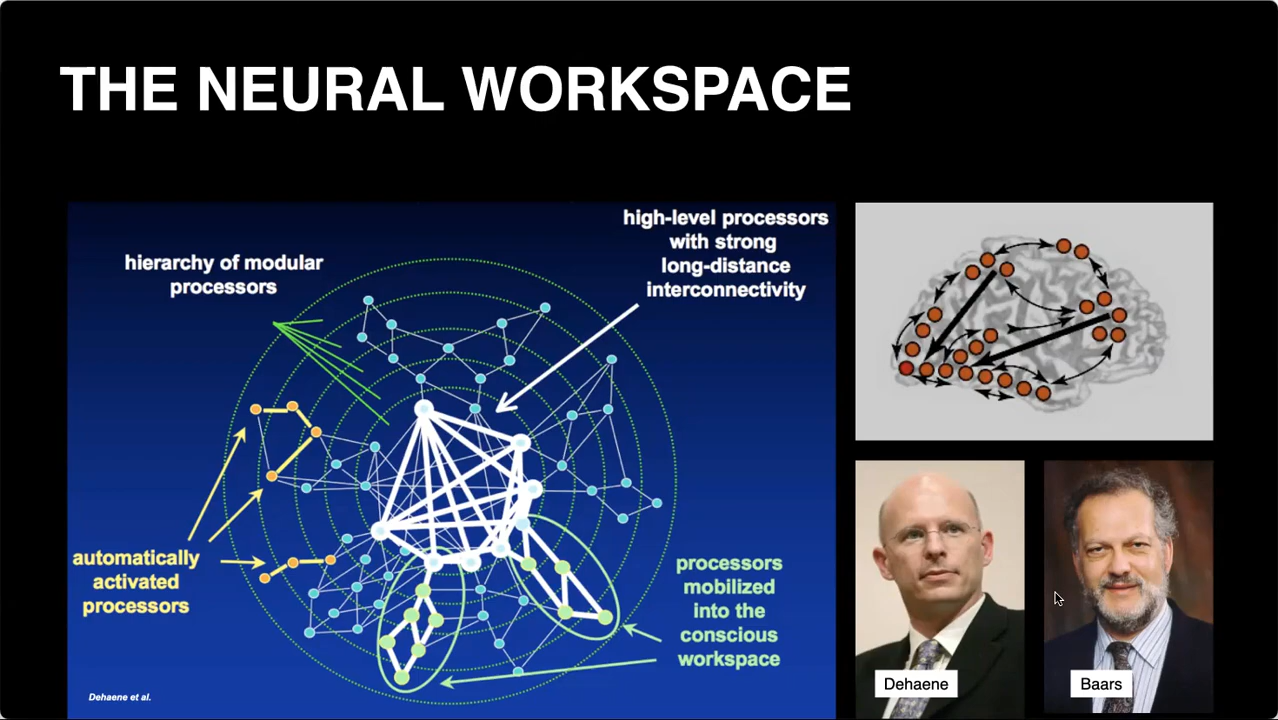 THE NEURAL WORKSPACE
high-level processors
with strong
long-distance
interconnectivity
hierarchy of modular
processors
automatically
activated
processors
processors
mobilized
into the
conscious
workspace
Dehaene et al.
Dehaene
Baars